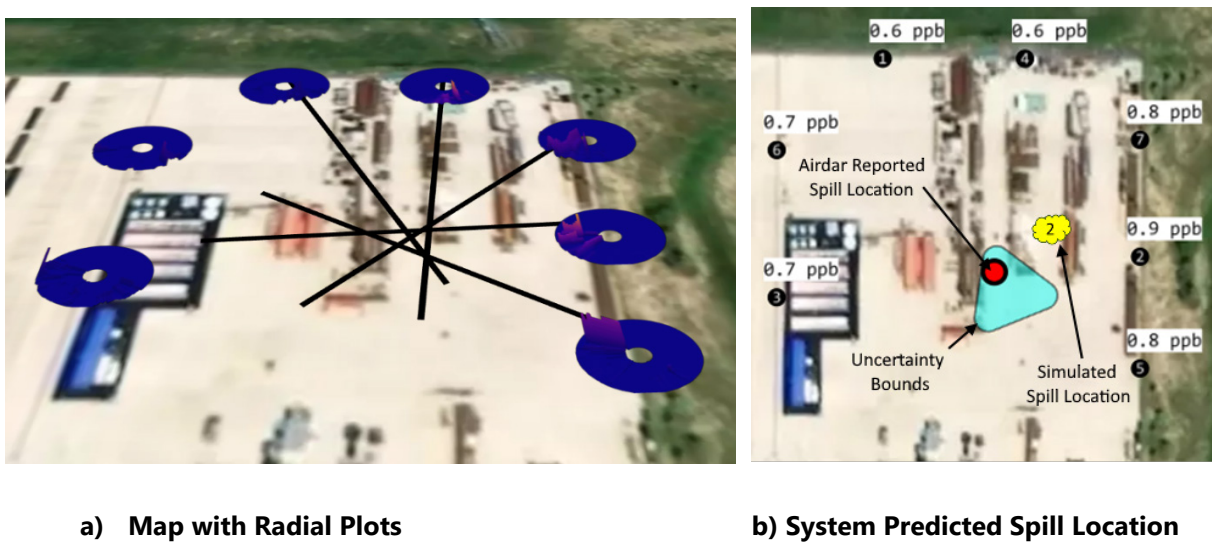 0.6 ppb
0.6 ppb
1
4
0.8 ppb
0.7 ppb
7
6
Airdar Reported
Spill Location
2
0.9 ppb
2
0.7 ppb
3
0.8 ppb
Uncertainty
Bounds
Simulated
Spill Location
5
a) Map with Radial Plots
b) System Predicted Spill Location